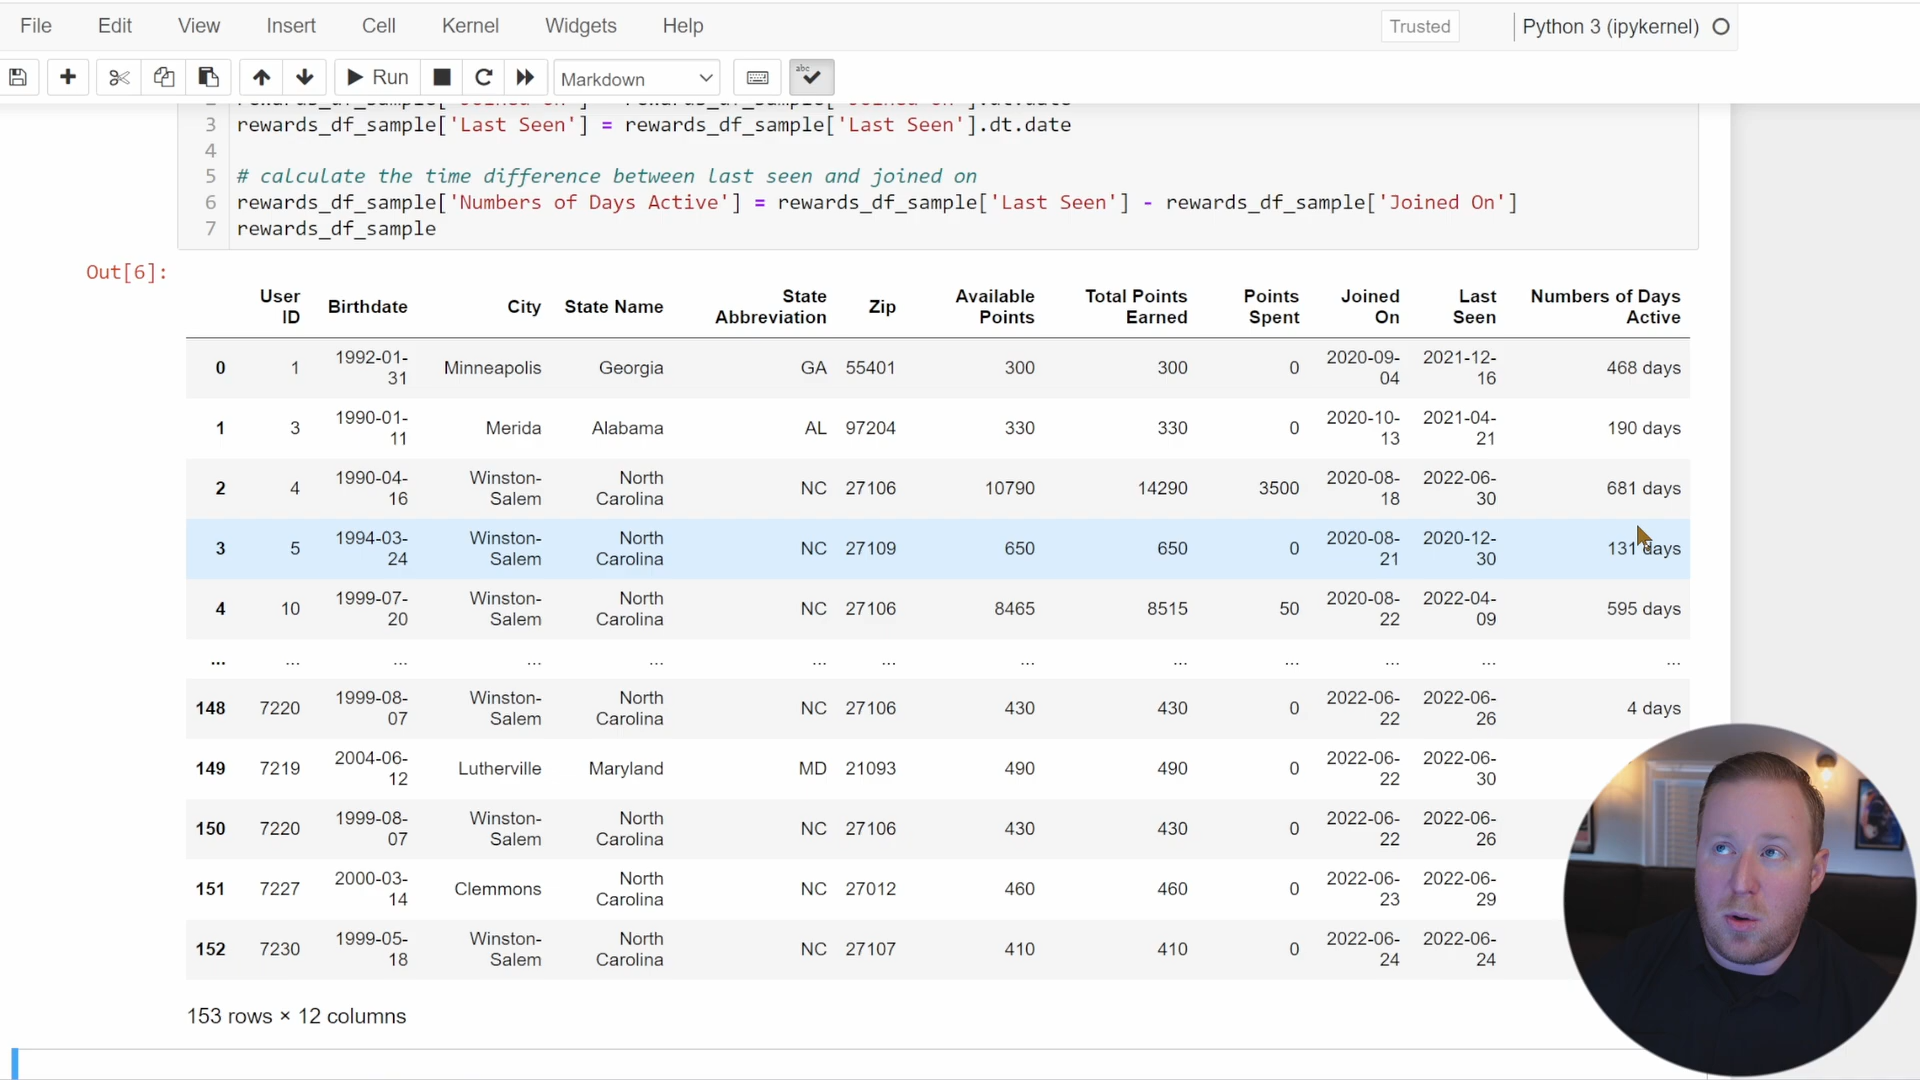 File Edit View Insert Cell Kernel Widgets Help Trusted Python 3 (ipykernel)
Run Markdown abc
3 rewards_df_sample['Last Seen'] = rewards_df_sample['Last Seen'].dt.date
4
5 # calculate the time difference between last seen and joined on
6 rewards_df_sample['Numbers of Days Active'] = rewards_df_sample['Last Seen'] - rewards_df_sample['Joined On']
7 rewards_df_sample
Out[6]:
User ID Birthdate City State Name State Abbreviation Zip Available Points Total Points Earned Points Spent Joined On Last Seen Numbers of Days Active
0 1 1992-01-31 Minneapolis Georgia GA 55401 300 300 0 2020-09-04 2021-12-16 468 days
1 3 1990-01-11 Merida Alabama AL 97204 330 330 0 2020-10-13 2021-04-21 190 days
2 4 1990-04-16 Winston-Salem North Carolina NC 27106 10790 14290 3500 2020-08-18 2022-06-30 681 days
3 5 1994-03-24 Winston-Salem North Carolina NC 27109 650 650 0 2020-08-21 2020-12-30 131 days
4 10 1999-07-20 Winston-Salem North Carolina NC 27106 8465 8515 50 2020-08-22 2022-04-09 595 days
... ... ... ... ... ... ... ... ... ... ... ... ...
148 7220 1999-08-07 Winston-Salem North Carolina NC 27106 430 430 0 2022-06-22 2022-06-26 4 days
149 7219 2004-06-12 Lutherville Maryland MD 21093 490 490 0 2022-06-22 2022-06-30
150 7220 1999-08-07 Winston-Salem North Carolina NC 27106 430 430 0 2022-06-22 2022-06-26
151 7227 2000-03-14 Clemmons North Carolina NC 27012 460 460 0 2022-06-23 2022-06-29
152 7230 1999-05-18 Winston-Salem North Carolina NC 27107 410 410 0 2022-06-24 2022-06-24
153 rows × 12 columns